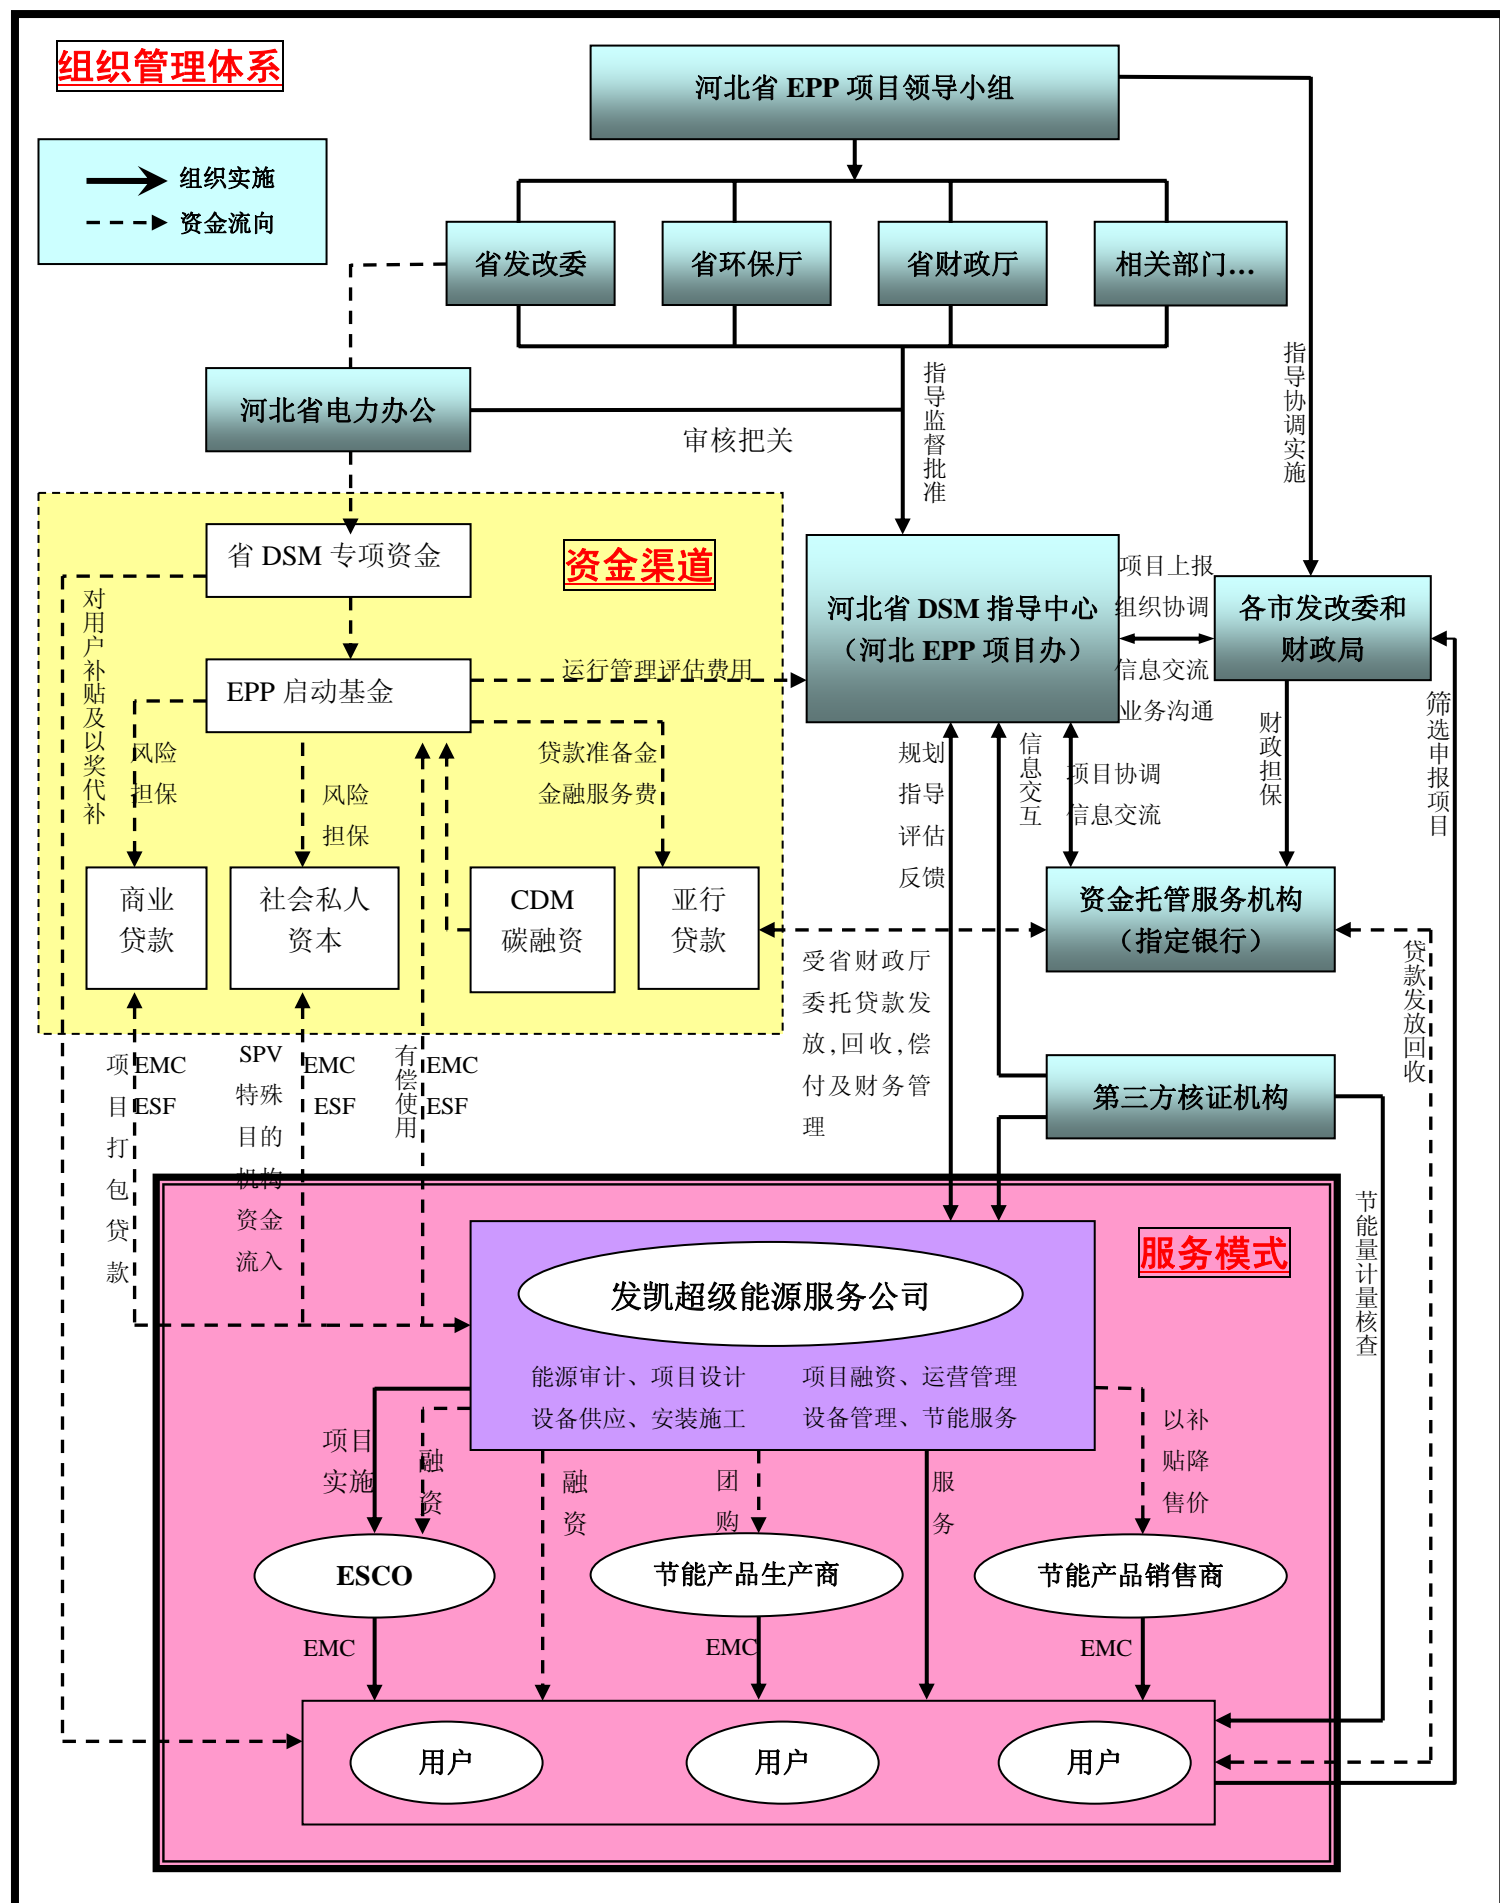 组织管理体系
河北省 EPP 项目领导小组
组织实施
资金流向
省发改委
省环保厅
省财政厅
相关部门...
河北省电力办公
审核把关
指导监督批准
指导协调实施
资金渠道
省 DSM 专项资金
对用户补贴及以奖代补
EPP 启动基金
运行管理评估费用
河北省 DSM 指导中心
（河北 EPP 项目办）
项目上报
组织协调
信息交流
业务沟通
各市发改委和
财政局
风险
担保
风险
担保
贷款准备金
金融服务费
规划
指导
评估
反馈
信息交互
项目协调
信息交流
财政担保
筛选申报项目
商业
贷款
社会私人
资本
CDM
碳融资
亚行
贷款
资金托管服务机构
（指定银行）
受省财政厅
委托贷款发
放,回收,偿
付及财务管
理
贷款发放回收
项
目
打
包
贷
款
EMC
ESF
SPV
特殊
目的
机构
资金
流入
EMC
ESF
有偿使用
EMC
ESF
第三方核证机构
节能量计量核查
服务模式
发凯超级能源服务公司
能源审计、项目设计
设备供应、安装施工
项目融资、运营管理
设备管理、节能服务
项目
实施
融
资
融
资
团
购
服
务
以补
贴降
售价
ESCO
节能产品生产商
节能产品销售商
EMC
EMC
EMC
用户
用户
用户